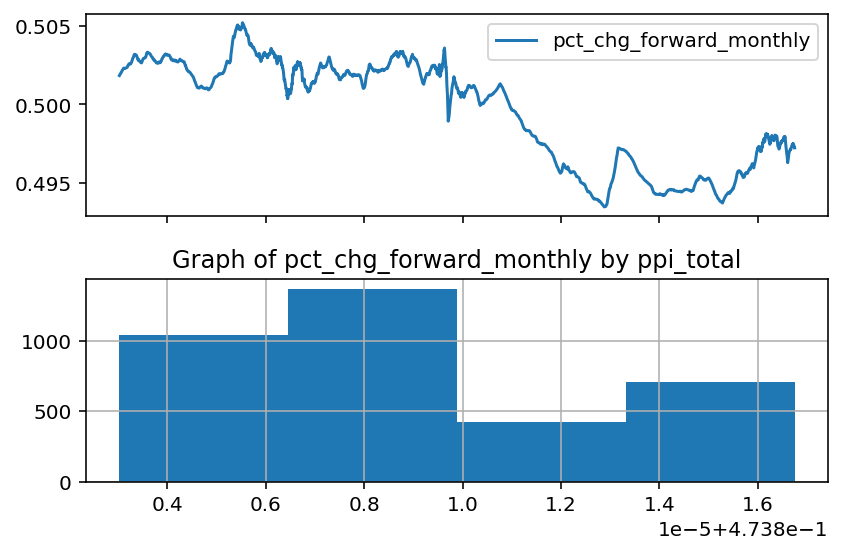 0.505
0.500
0.495
pct_chg_forward_monthly
Graph of pct_chg_forward_monthly by ppi_total
1000
500
0
0.4 0.6 0.8 1.0 1.2 1.4 1.6
1e−5+4.738e−1